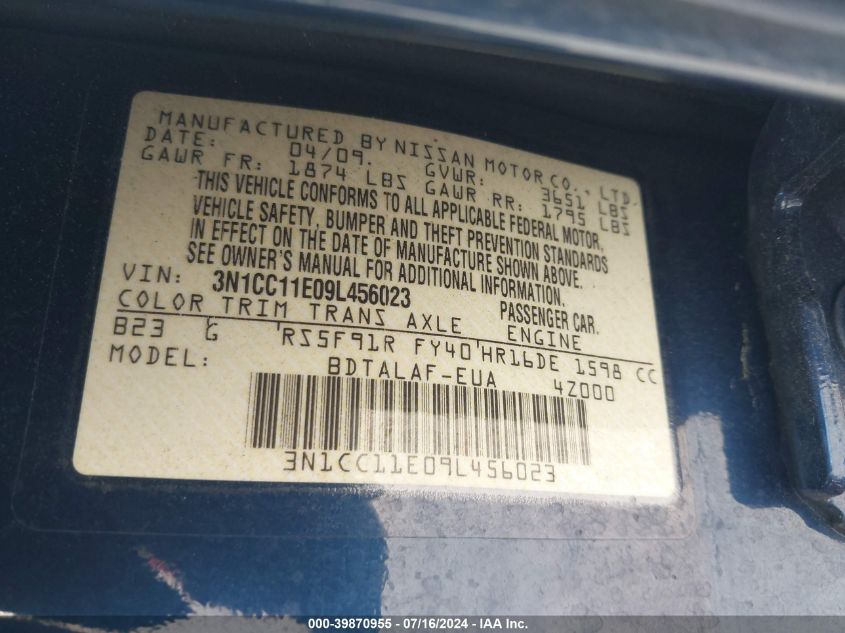 MANUFACTURED BY NISSAN MOTOR CO., LTD.
DATE: 04/09. GVWR: 3651 LBS
GAWR FR: 1874 LBS GAWR RR: 1795 LBS
THIS VEHICLE CONFORMS TO ALL APPLICABLE FEDERAL MOTOR
VEHICLE SAFETY, BUMPER AND THEFT PREVENTION STANDARDS
IN EFFECT ON THE DATE OF MANUFACTURE SHOWN ABOVE.
SEE OWNER'S MANUAL FOR ADDITIONAL INFORMATION.
VIN: 3N1CC11E09L456023 PASSENGER CAR.
COLOR TRIM TRANS AXLE ENGINE
B23 G RS5F91R FY40 HR16DE 1598 CC
MODEL: BDTALAF-EUA 4Z000
3N1CC11E09L456023
000-39870955 - 07/16/2024 - IAA Inc.